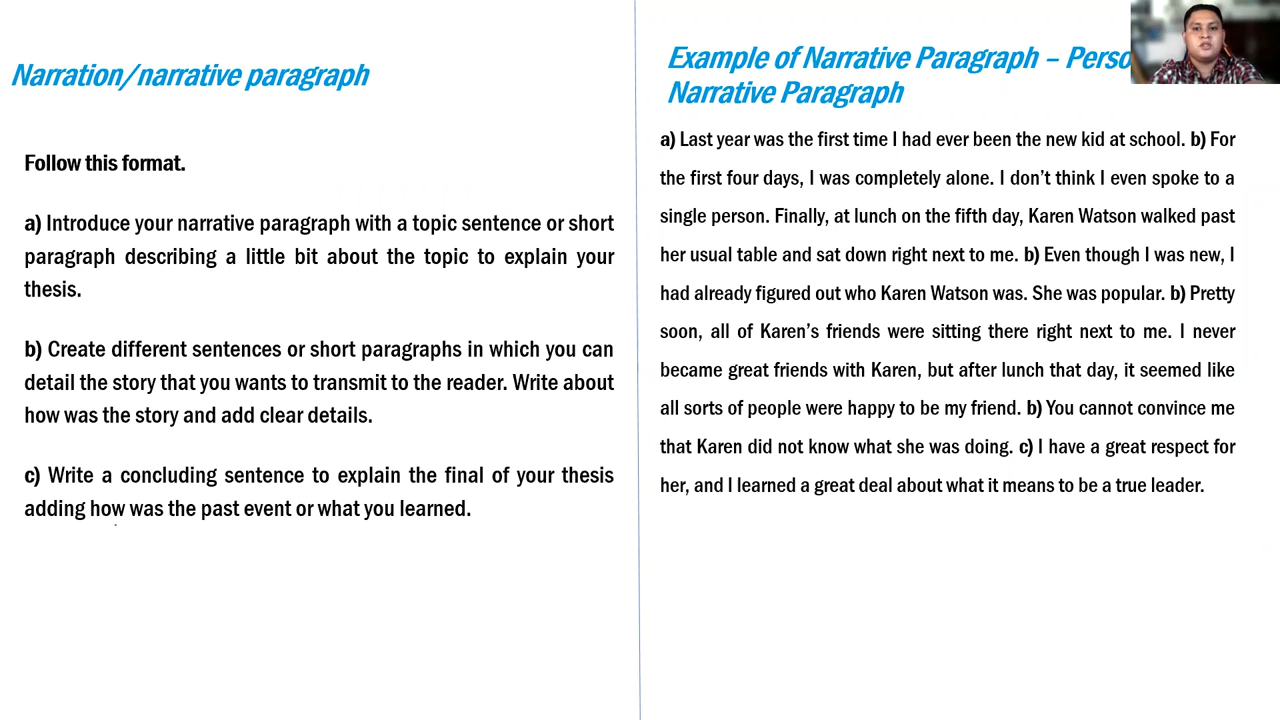 Narration/narrative paragraph
Follow this format.
a) Introduce your narrative paragraph with a topic sentence or short
paragraph describing a little bit about the topic to explain your
thesis.
b) Create different sentences or short paragraphs in which you can
detail the story that you wants to transmit to the reader. Write about
how was the story and add clear details.
c) Write a concluding sentence to explain the final of your thesis
adding how was the past event or what you learned.
Example of Narrative Paragraph –
Narrative Paragraph
a) Last year was the first time I had ever been the new kid at school. b) For
the first four days, I was completely alone. I don’t think I even spoke to a
single person. Finally, at lunch on the fifth day, Karen Watson walked past
her usual table and sat down right next to me. b) Even though I was new, I
had already figured out who Karen Watson was. She was popular. b) Pretty
soon, all of Karen’s friends were sitting there right next to me. I never
became great friends with Karen, but after lunch that day, it seemed like
all sorts of people were happy to be my friend. b) You cannot convince me
that Karen did not know what she was doing. c) I have a great respect for
her, and I learned a great deal about what it means to be a true leader.